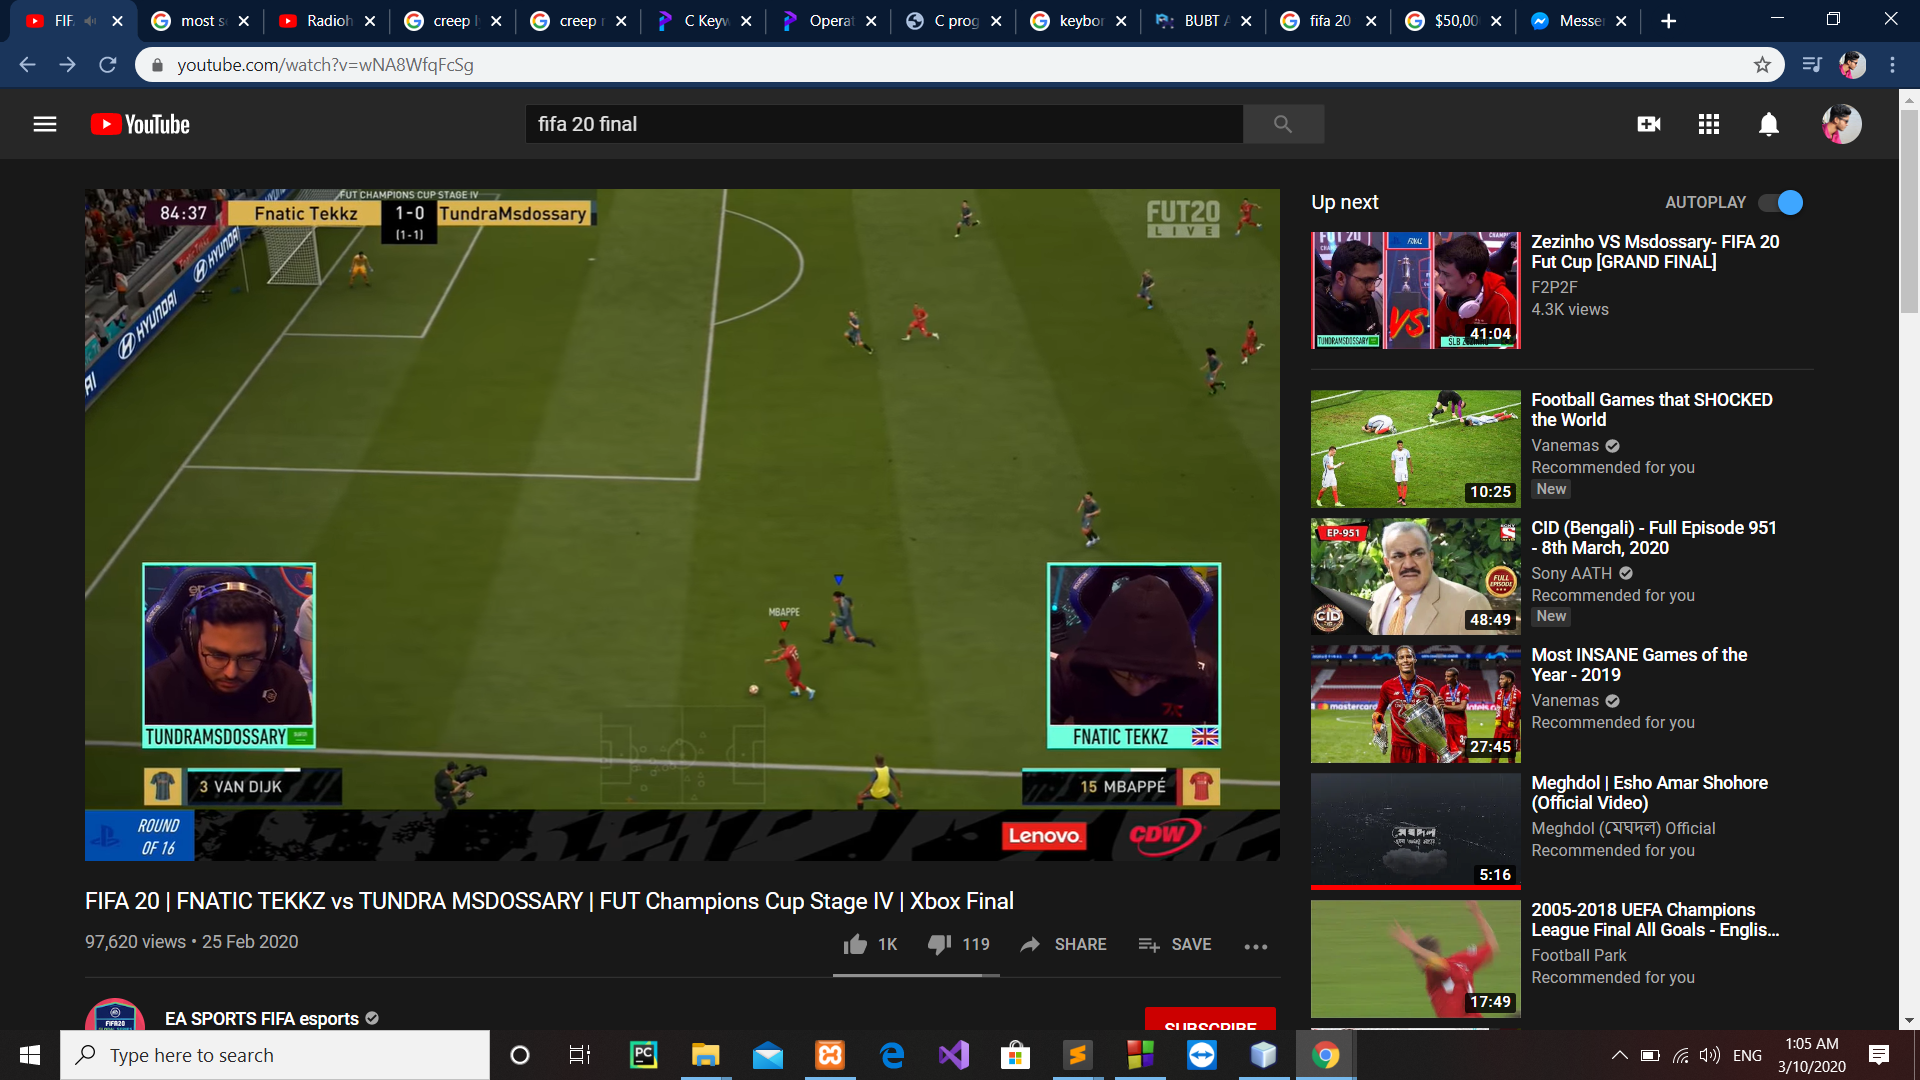 FIF
most s
Radioh
creep l
creep r
C Keyw
Operat
C prog
keybor
BUBT A
fifa 20
$50,00
Messe
youtube.com/watch?v=wNA8WfqFcSg
YouTube
fifa 20 final
FUT CHAMPIONS CUP STAGE IV
84:37 Fnatic Tekkz 1-0 TundraMsdossary
(1-1)
FUT20
LIVE
HYUNDAI
HYUNDAI
MBAPPE
TUNDRAMSDOSSARY
FNATIC TEKKZ
3 VAN DIJK
15 MBAPPÉ
ROUND
OF 16
Lenovo
CDW
FIFA 20 | FNATIC TEKKZ vs TUNDRA MSDOSSARY | FUT Champions Cup Stage IV | Xbox Final
97,620 views • 25 Feb 2020
1K 119 SHARE SAVE
EA SPORTS FIFA esports
SUBSCRIBE
Up next
AUTOPLAY
FINAL
VS
TUNDRAMSDOSSARY
41:04
Zezinho VS Msdossary- FIFA 20
Fut Cup [GRAND FINAL]
F2P2F
4.3K views
10:25
Football Games that SHOCKED
the World
Vanemas
Recommended for you
New
EP-951
FULL
EPISODE
CID
48:49
CID (Bengali) - Full Episode 951
- 8th March, 2020
Sony AATH
Recommended for you
New
27:45
Most INSANE Games of the
Year - 2019
Vanemas
Recommended for you
মেঘদল
5:16
Meghdol | Esho Amar Shohore
(Official Video)
Meghdol (মেঘদল) Official
Recommended for you
17:49
2005-2018 UEFA Champions
League Final All Goals - Englis...
Football Park
Recommended for you
Type here to search
ENG
1:05 AM
3/10/2020